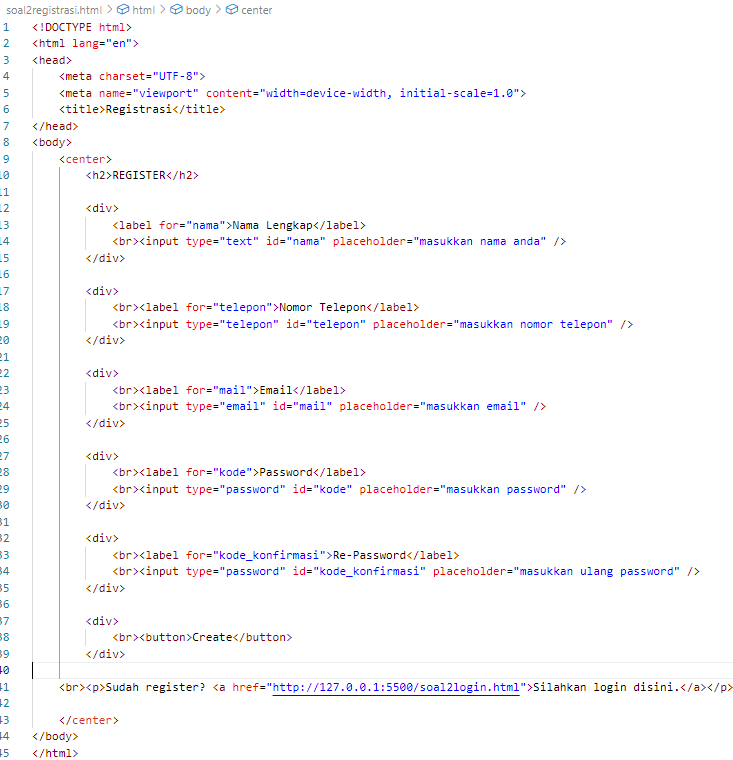 soal2registrasi.html > html > body > center
1 <!DOCTYPE html>
2 <html lang="en">
3 <head>
4     <meta charset="UTF-8">
5     <meta name="viewport" content="width=device-width, initial-scale=1.0">
6     <title>Registrasi</title>
7 </head>
8 <body>
9     <center>
10         <h2>REGISTER</h2>
11
12         <div>
13             <label for="nama">Nama Lengkap</label>
14             <br><input type="text" id="nama" placeholder="masukkan nama anda" />
15         </div>
16
17         <div>
18             <br><label for="telepon">Nomor Telepon</label>
19             <br><input type="telepon" id="telepon" placeholder="masukkan nomor telepon" />
20         </div>
21
22         <div>
23             <br><label for="mail">Email</label>
24             <br><input type="email" id="mail" placeholder="masukkan email" />
25         </div>
26
27         <div>
28             <br><label for="kode">Password</label>
29             <br><input type="password" id="kode" placeholder="masukkan password" />
30         </div>
31
32         <div>
33             <br><label for="kode_konfirmasi">Re-Password</label>
34             <br><input type="password" id="kode_konfirmasi" placeholder="masukkan ulang password" />
35         </div>
36
37         <div>
38             <br><button>Create</button>
39         </div>
40
41     <br><p>Sudah register? <a href="http://127.0.0.1:5500/soal2login.html">Silahkan login disini.</a></p>
42
43     </center>
44 </body>
45 </html>